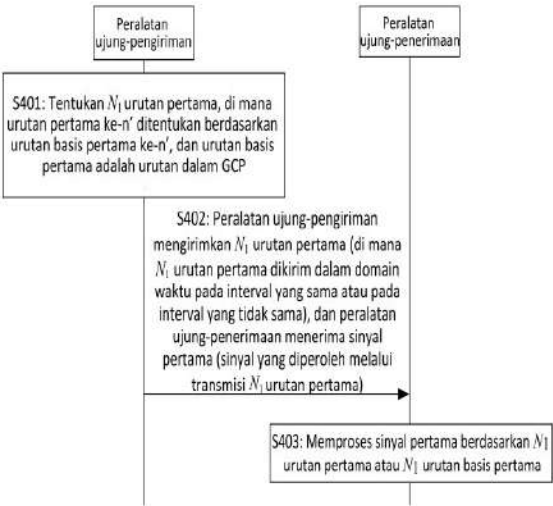 Peralatan
ujung-pengiriman
Peralatan
ujung-penerimaan
S401: Tentukan N₁ urutan pertama, di mana
urutan pertama ke-n’ ditentukan berdasarkan
urutan basis pertama ke-n’, dan urutan basis
pertama adalah urutan dalam GCP
S402: Peralatan ujung-pengiriman
mengirimkan N₁ urutan pertama (di mana
N₁ urutan pertama dikirim dalam domain
waktu pada interval yang sama atau pada
interval yang tidak sama), dan peralatan
ujung-penerimaan menerima sinyal
pertama (sinyal yang diperoleh melalui
transmisi N₁ urutan pertama)
S403: Memproses sinyal pertama berdasarkan N1
urutan pertama atau N1 urutan basis pertama